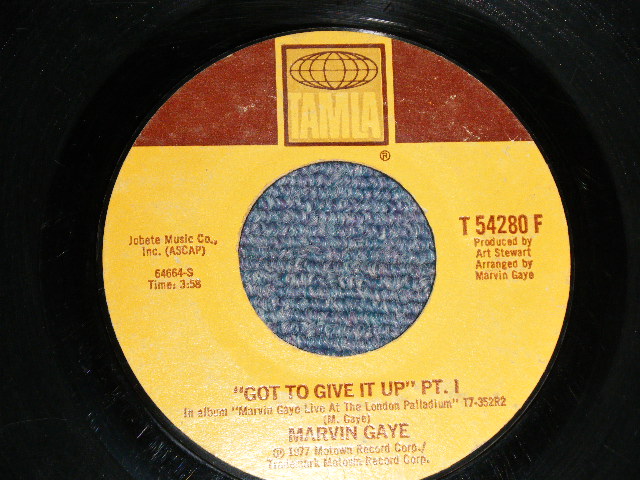 TAMLA
®
T 54280 F
Produced by
Art Stewart
Arranged by
Marvin Gaye
Jobete Music Co.,
Inc. (ASCAP)
64664-S
Time: 3:58
"GOT TO GIVE IT UP" PT. I
In album "Marvin Gaye Live At The London Palladium" T7-352R2
(M. Gaye)
MARVIN GAYE
℗ 1977 Motown Record Corp./
Trademark Motown Record Corp.